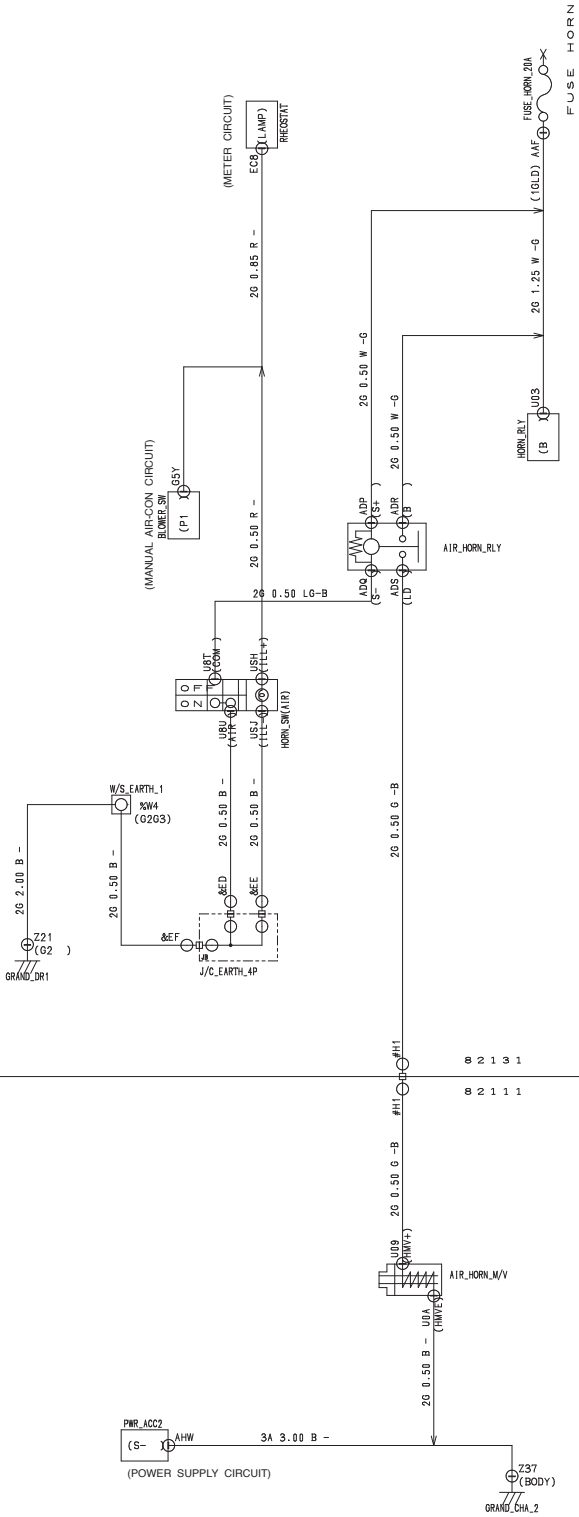 FUSE HORN
FUSE_HORN_20A
(1GLD) AAF
(METER CIRCUIT)
EC8
(LAMP)
RHEOSTAT
2G 0.85 R -
2G 1.25 W -G
2G 0.50 W -G
2G 0.50 W -G
U03
HORN_RLY
(B
(MANUAL AIR-CON CIRCUIT)
BLOWER_SW
G5Y
(P1
2G 0.50 R -
ADP
(S+ )
ADR
(B )
AIR_HORN_RLY
ADQ
(S- )
ADS
(LD )
2G 0.50 LG-B
U8T
(COM )
USH
(ILL+)
OFF
ON
U8U
(AIR )
USJ
(ILL-)
HORN_SW(AIR)
W/S_EARTH_1
%W4
(G2G3)
2G 2.00 B -
2G 0.50 B -
2G 0.50 B -
2G 0.50 B -
2G 0.50 G -B
&ED
&EE
&EF
J/C_EARTH_4P
Z21
(G2 )
GRAND_DR1
#H1
82131
#H1
82111
2G 0.50 G -B
U09
(HMV+)
AIR_HORN_M/V
U0A
(HMVE)
2G 0.50 B -
PWR_ACC2
(S- )
AHW
3A 3.00 B -
(POWER SUPPLY CIRCUIT)
Z37
(BODY)
GRAND_CHA_2